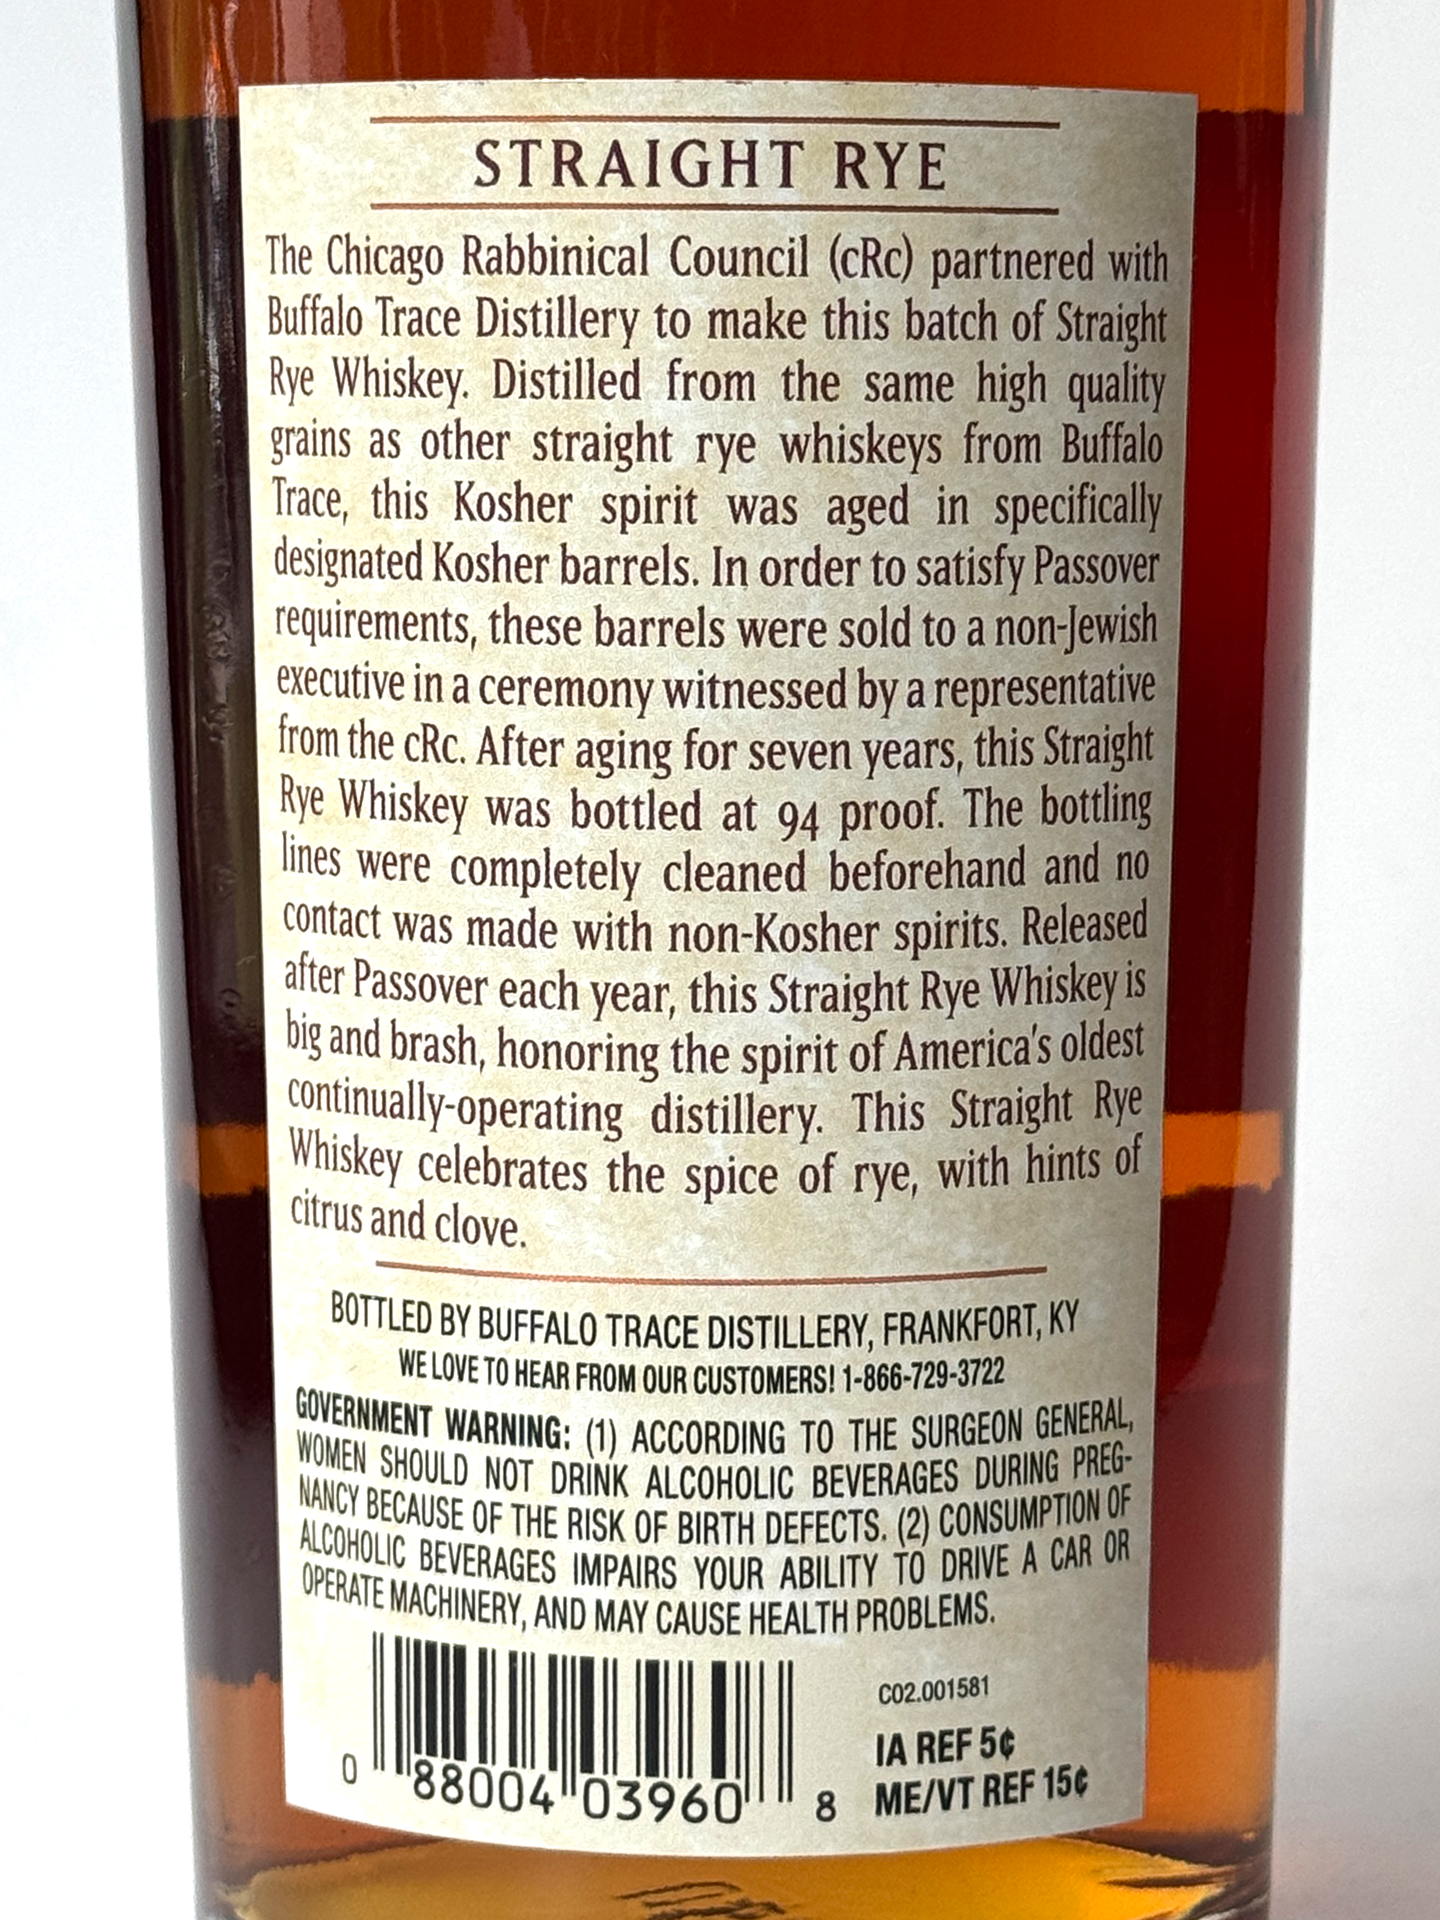 STRAIGHT RYE
The Chicago Rabbinical Council (cRc) partnered with
Buffalo Trace Distillery to make this batch of Straight
Rye Whiskey. Distilled from the same high quality
grains as other straight rye whiskeys from Buffalo
Trace, this Kosher spirit was aged in specifically
designated Kosher barrels. In order to satisfy Passover
requirements, these barrels were sold to a non-Jewish
executive in a ceremony witnessed by a representative
from the cRc. After aging for seven years, this Straight
Rye Whiskey was bottled at 94 proof. The bottling
lines were completely cleaned beforehand and no
contact was made with non-Kosher spirits. Released
after Passover each year, this Straight Rye Whiskey is
big and brash, honoring the spirit of America's oldest
continually-operating distillery. This Straight Rye
Whiskey celebrates the spice of rye, with hints of
citrus and clove.
BOTTLED BY BUFFALO TRACE DISTILLERY, FRANKFORT, KY
WE LOVE TO HEAR FROM OUR CUSTOMERS! 1-866-729-3722
GOVERNMENT WARNING: (1) ACCORDING TO THE SURGEON GENERAL,
WOMEN SHOULD NOT DRINK ALCOHOLIC BEVERAGES DURING PREG-
NANCY BECAUSE OF THE RISK OF BIRTH DEFECTS. (2) CONSUMPTION OF
ALCOHOLIC BEVERAGES IMPAIRS YOUR ABILITY TO DRIVE A CAR OR
OPERATE MACHINERY, AND MAY CAUSE HEALTH PROBLEMS.
C02.001581
IA REF 5¢
ME/VT REF 15¢
0 88004 03960 8